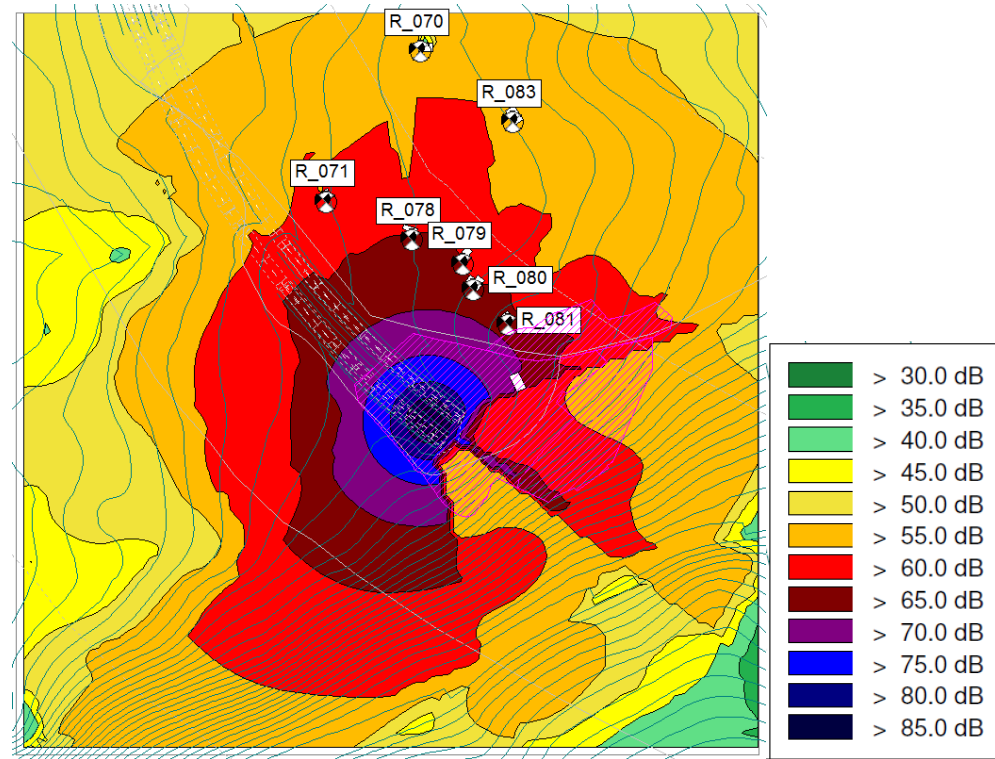 R_070
R_083
R_071
R_078
R_079
R_080
R_081
> 30.0 dB
> 35.0 dB
> 40.0 dB
> 45.0 dB
> 50.0 dB
> 55.0 dB
> 60.0 dB
> 65.0 dB
> 70.0 dB
> 75.0 dB
> 80.0 dB
> 85.0 dB